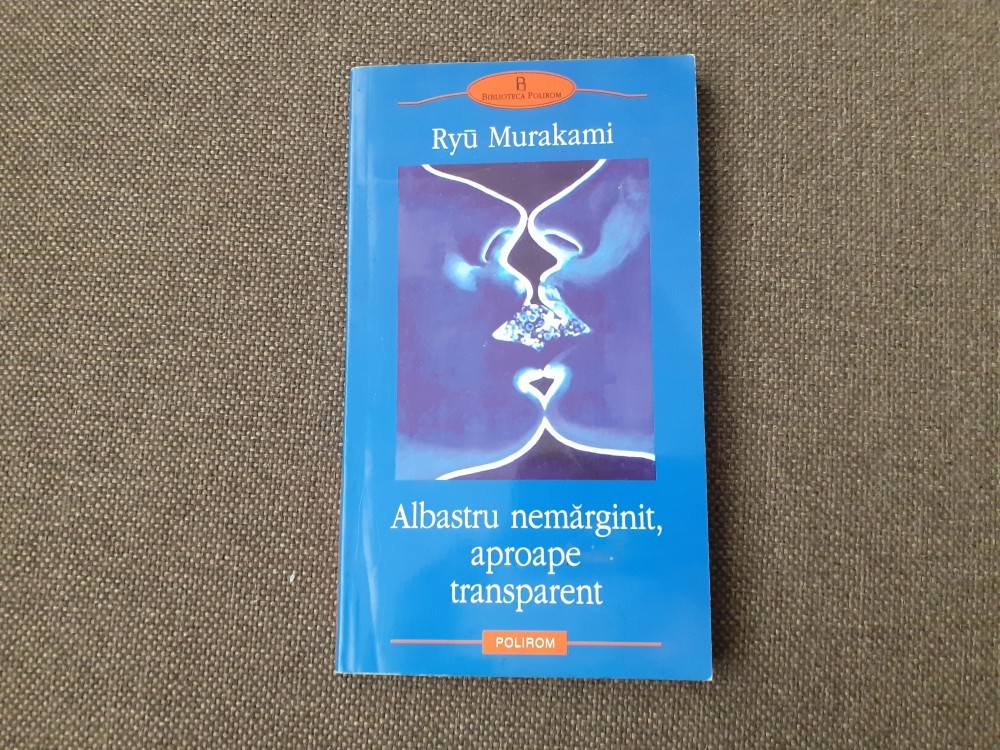 BIBLIOTECA POLIROM
Ryū Murakami
Albastru nemărginit,
aproape
transparent
POLIROM